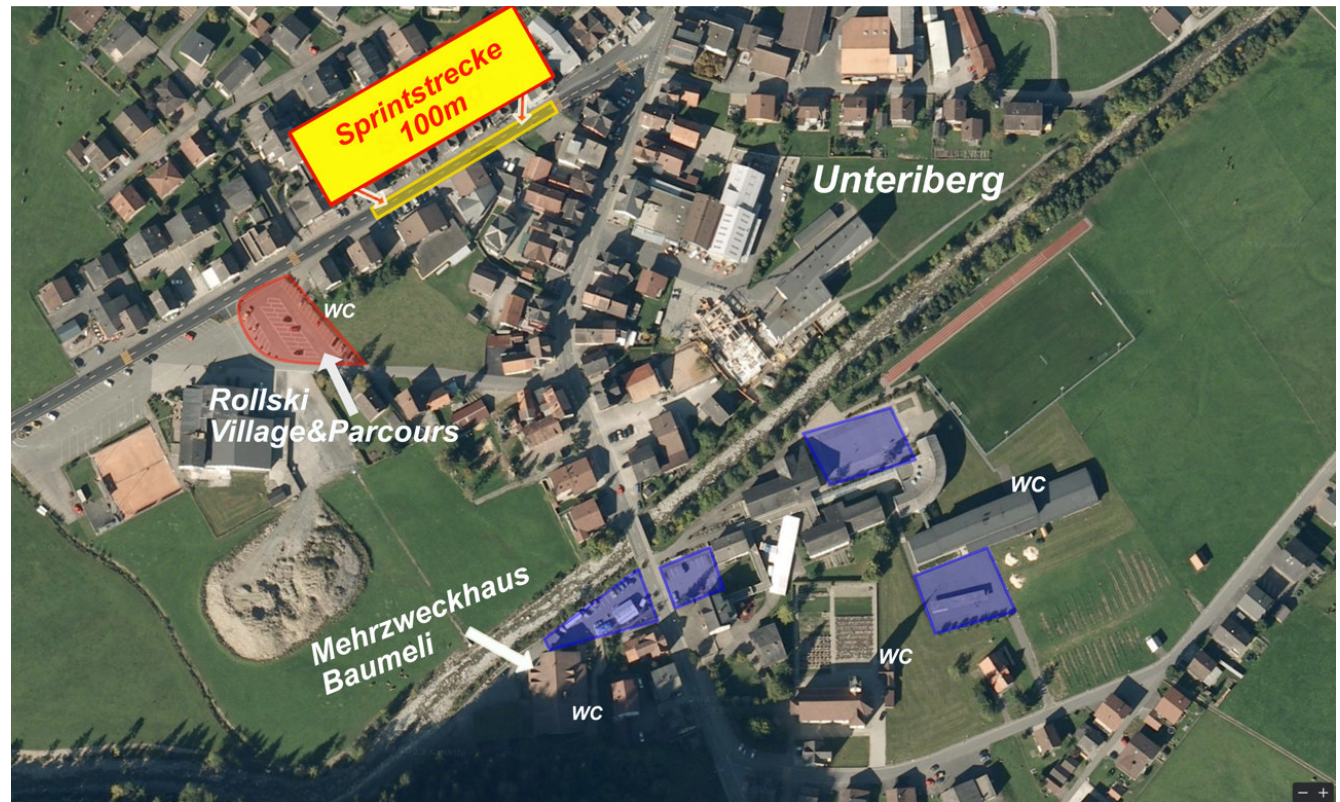 Sprintstrecke
100m
Unteriberg
WC
Rollski
Village&Parcours
WC
Mehrzweckhaus
Baumeli
WC
WC